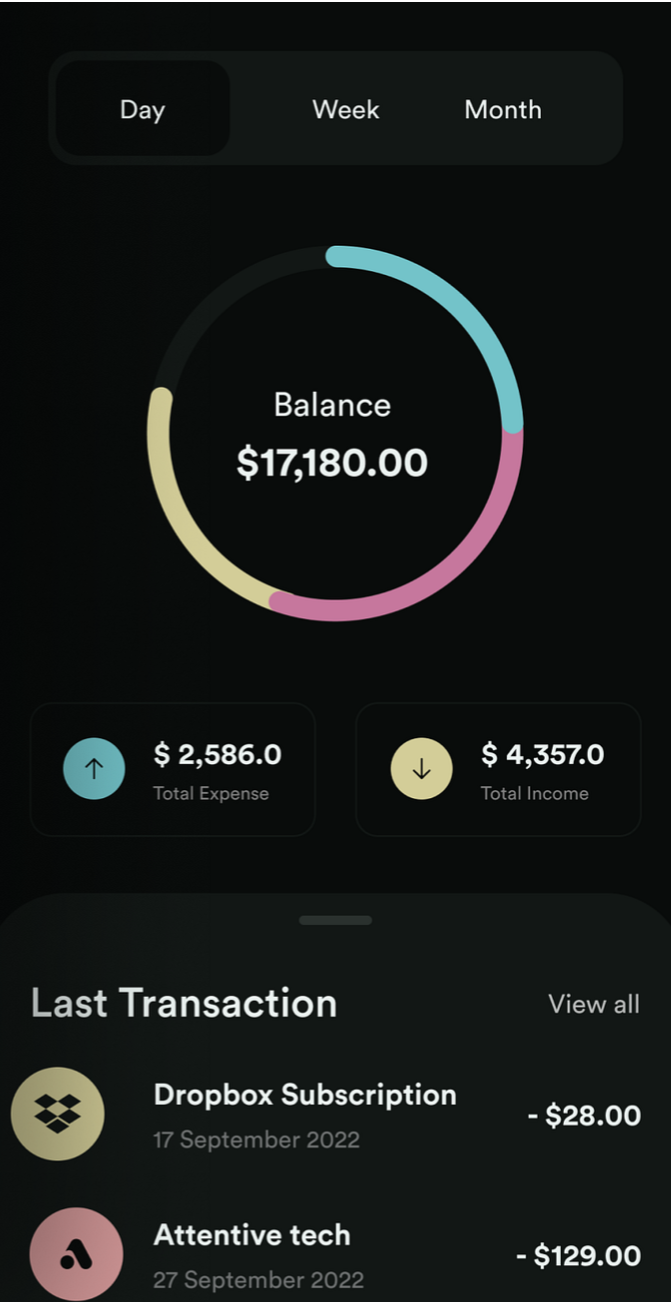 Day Week Month
Balance
$17,180.00
$ 2,586.0
Total Expense
$ 4,357.0
Total Income
Last Transaction
View all
Dropbox Subscription
17 September 2022
- $28.00
Attentive tech
27 September 2022
- $129.00